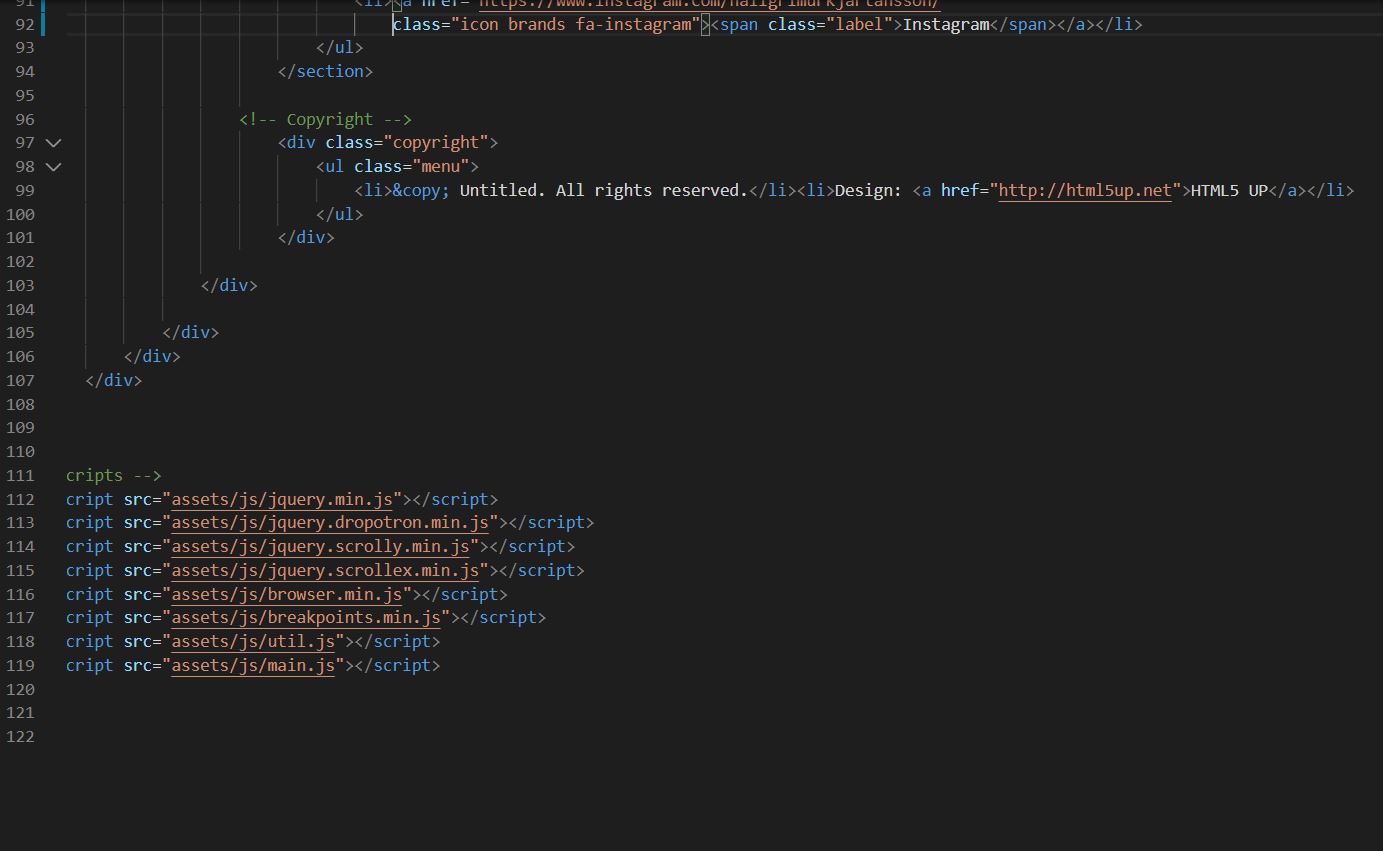 91 <li><a href="https://www.instagram.com/hallgrimurkjartansson/
92 class="icon brands fa-instagram"><span class="label">Instagram</span></a></li>
93 </ul>
94 </section>
95
96 <!-- Copyright -->
97 <div class="copyright">
98 <ul class="menu">
99 <li>&copy; Untitled. All rights reserved.</li><li>Design: <a href="http://html5up.net">HTML5 UP</a></li>
100 </ul>
101 </div>
102
103 </div>
104
105 </div>
106 </div>
107 </div>
108
109
110
111 cripts -->
112 cript src="assets/js/jquery.min.js"></script>
113 cript src="assets/js/jquery.dropotron.min.js"></script>
114 cript src="assets/js/jquery.scrolly.min.js"></script>
115 cript src="assets/js/jquery.scrollex.min.js"></script>
116 cript src="assets/js/browser.min.js"></script>
117 cript src="assets/js/breakpoints.min.js"></script>
118 cript src="assets/js/util.js"></script>
119 cript src="assets/js/main.js"></script>
120
121
122